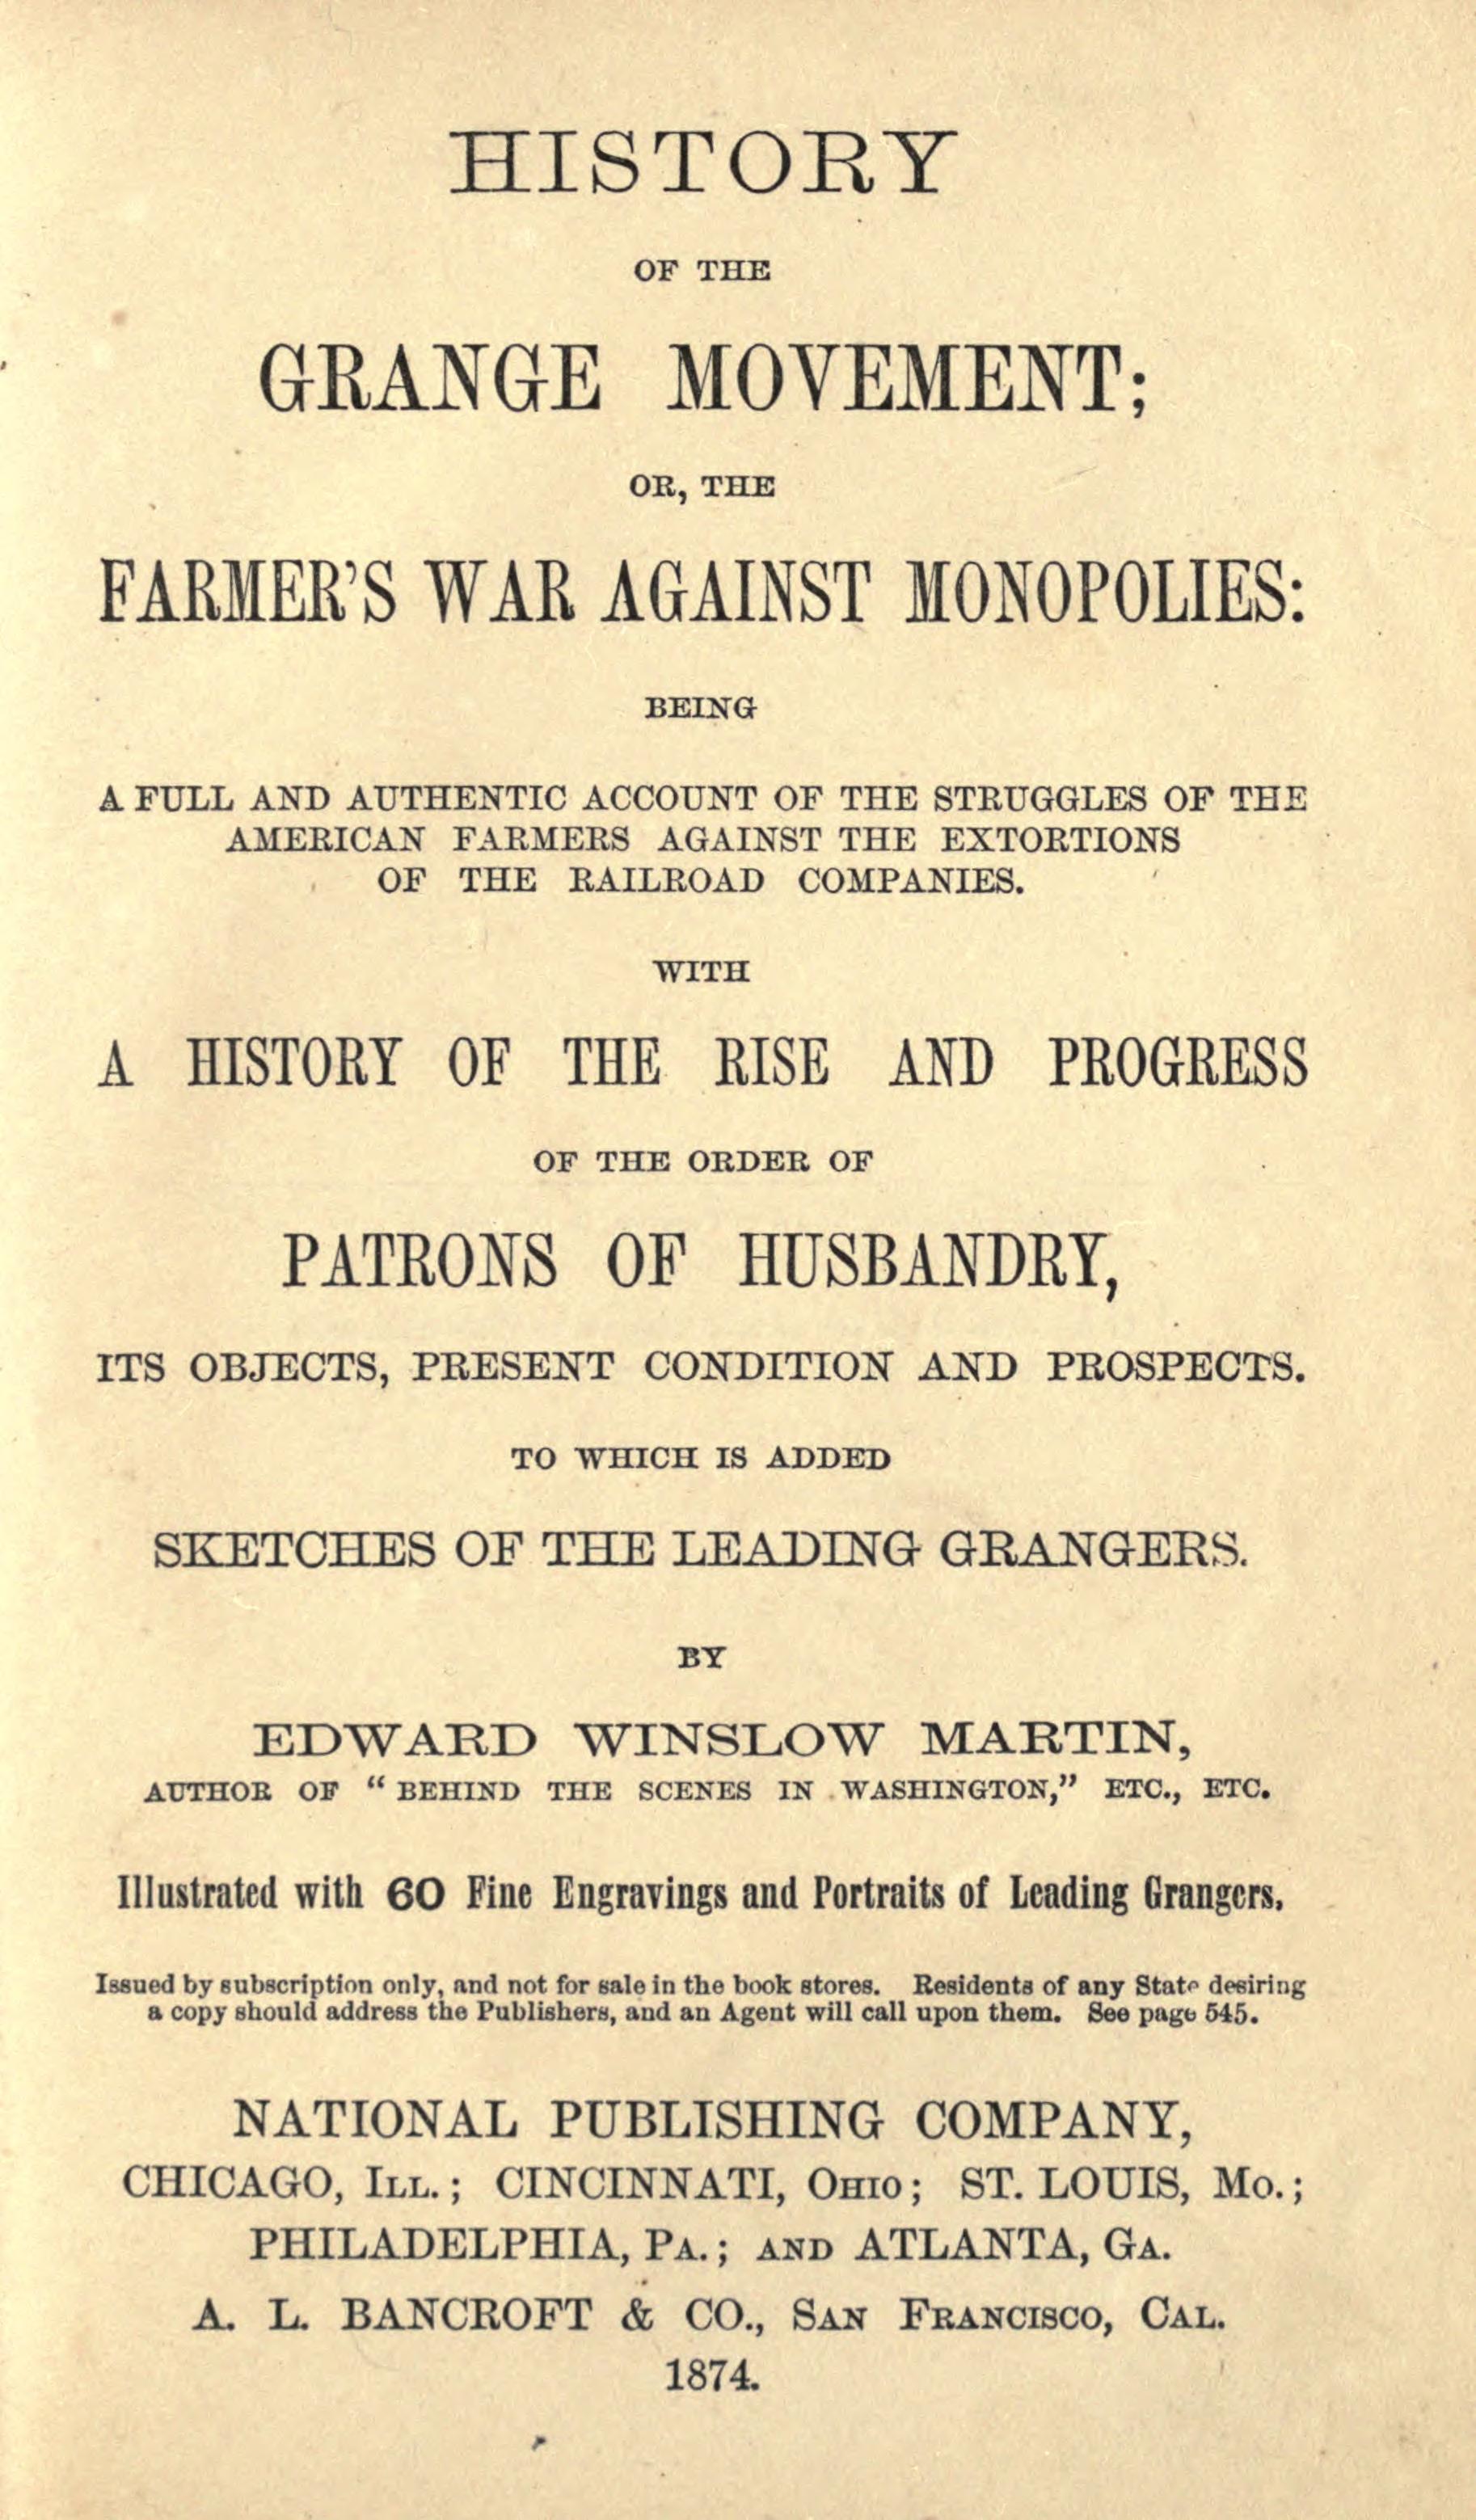 HISTORY
OF THE
GRANGE MOVEMENT;
OR, THE
FARMER'S WAR AGAINST MONOPOLIES:
BEING
A FULL AND AUTHENTIC ACCOUNT OF THE STRUGGLES OF THE
AMERICAN FARMERS AGAINST THE EXTORTIONS
OF THE RAILROAD COMPANIES.
WITH
A HISTORY OF THE RISE AND PROGRESS
OF THE ORDER OF
PATRONS OF HUSBANDRY,
ITS OBJECTS, PRESENT CONDITION AND PROSPECTS.
TO WHICH IS ADDED
SKETCHES OF THE LEADING GRANGERS.
BY
EDWARD WINSLOW MARTIN,
AUTHOR OF "BEHIND THE SCENES IN WASHINGTON," ETC., ETC.
Illustrated with 60 Fine Engravings and Portraits of Leading Grangers.
Issued by subscription only, and not for sale in the book stores. Residents of any State desiring
a copy should address the Publishers, and an Agent will call upon them. See page 545.
NATIONAL PUBLISHING COMPANY,
CHICAGO, ILL.; CINCINNATI, OHIO; ST. LOUIS, MO.;
PHILADELPHIA, PA.; AND ATLANTA, GA.
A. L. BANCROFT & CO., SAN FRANCISCO, CAL.
1874.